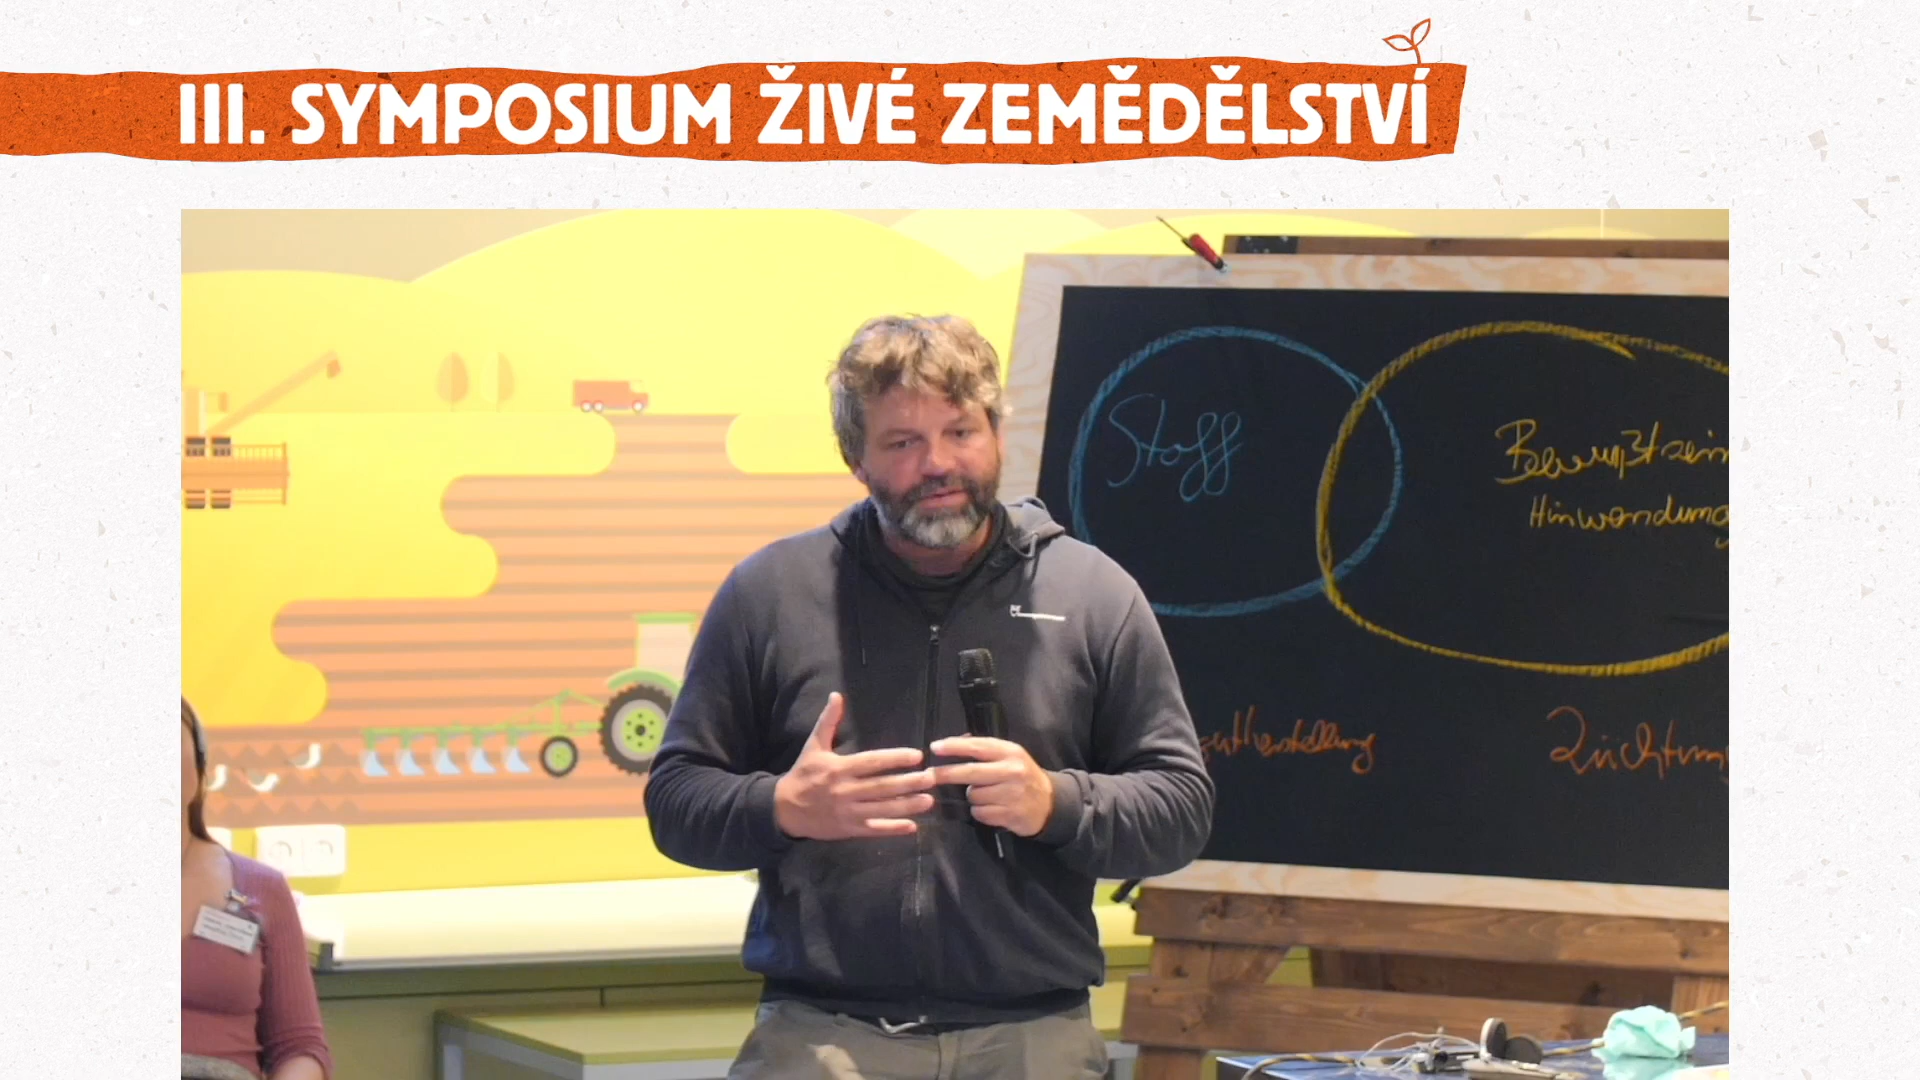 III. SYMPOSIUM ŽIVÉ ZEMĚDĚLSTVÍ
Stoff
Bewußtsein
Hinwendung
Züchtung